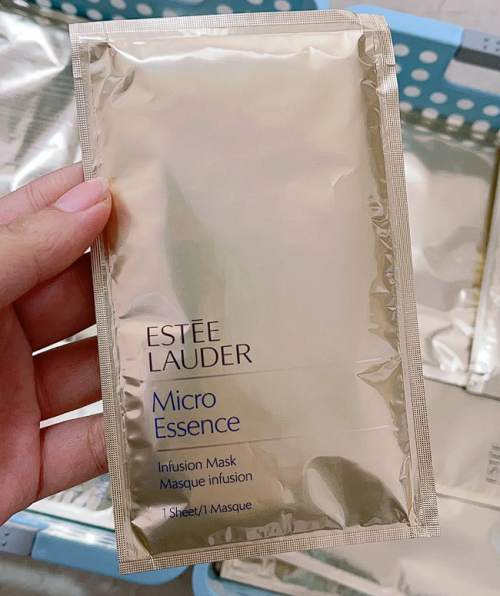 ESTĒE
LAUDER
Micro
Essence
Infusion Mask
Masque infusion
1 Sheet/1 Masque